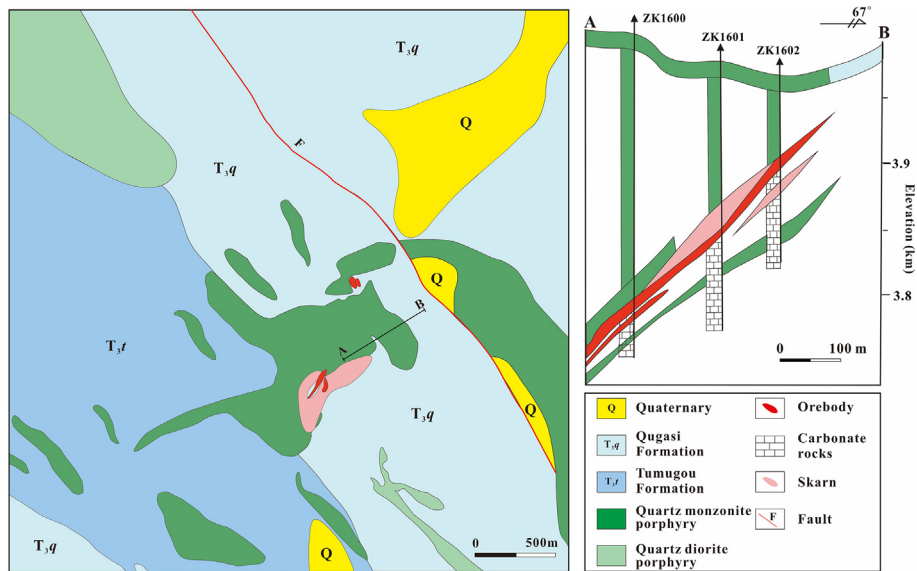 T₃q
Q
F
T₃q
Q
B
A
T₃t
Q
T₃q
T₃q
Q
0 500m
A
ZK1600
67°
B
ZK1601
ZK1602
3.9
3.8
Elevation (km)
0 100 m
Q Quaternary
Orebody
T₃q Qugasi
Formation
Carbonate
rocks
T₃t Tumugou
Formation
Skarn
Quartz monzonite
porphyry
F Fault
Quartz diorite
porphyry